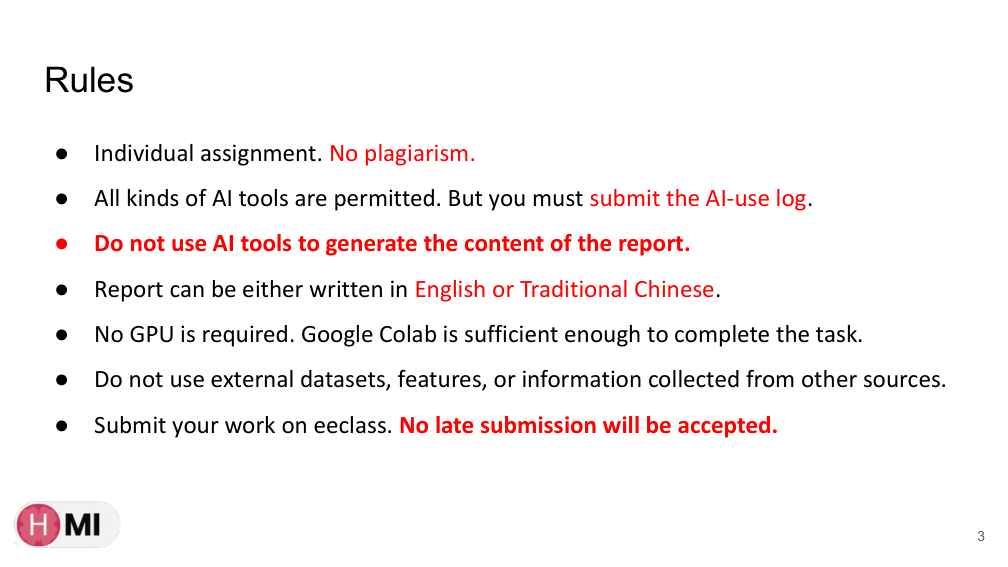 Rules
● Individual assignment. No plagiarism.
● All kinds of AI tools are permitted. But you must submit the AI-use log.
● Do not use AI tools to generate the content of the report.
● Report can be either written in English or Traditional Chinese.
● No GPU is required. Google Colab is sufficient enough to complete the task.
● Do not use external datasets, features, or information collected from other sources.
● Submit your work on eeclass. No late submission will be accepted.
H MI
3